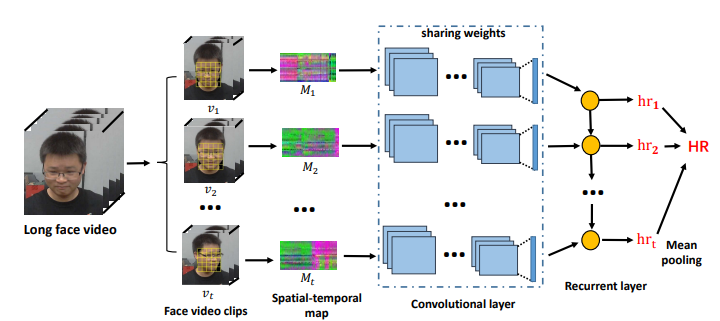 sharing weights
v₁
M₁
hr₁
v₂
M₂
hr₂
HR
...
...
...
...
...
...
...
vₜ
Mₜ
hrₜ
Long face video
Face video clips
Spatial-temporal
map
Convolutional layer
Recurrent layer
Mean
pooling